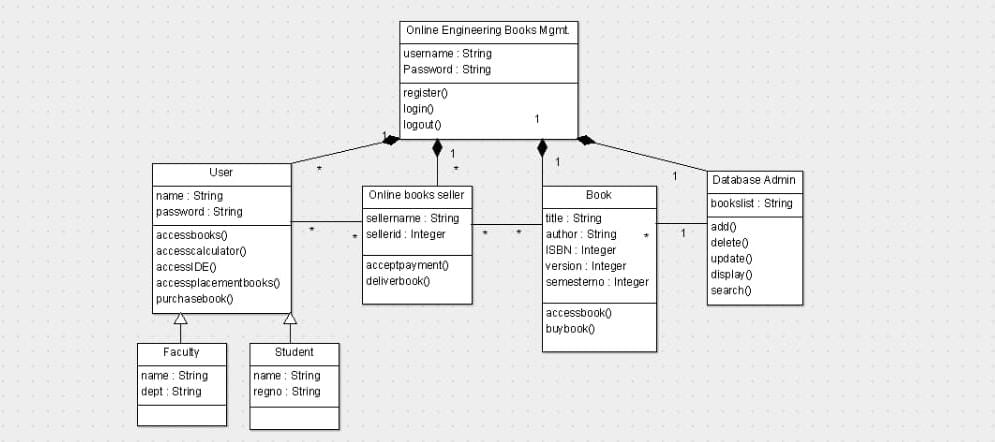 Online Engineering Books Mgmt.
username : String
Password : String
register()
login()
logout()
1
1
1
1
*
*
1
User
name : String
password : String
accessbooks()
accesscalculator()
accessIDE()
accessplacementbooks()
purchasebook()
*
*
Online books seller
sellername : String
sellerid : Integer
acceptpayment()
deliverbook()
*
*
Book
title : String
author : String
ISBN : Integer
version : Integer
semesterno : Integer
accessbook()
buybook()
*
1
Database Admin
bookslist : String
add()
delete()
update()
display()
search()
Faculty
name : String
dept : String
Student
name : String
regno : String